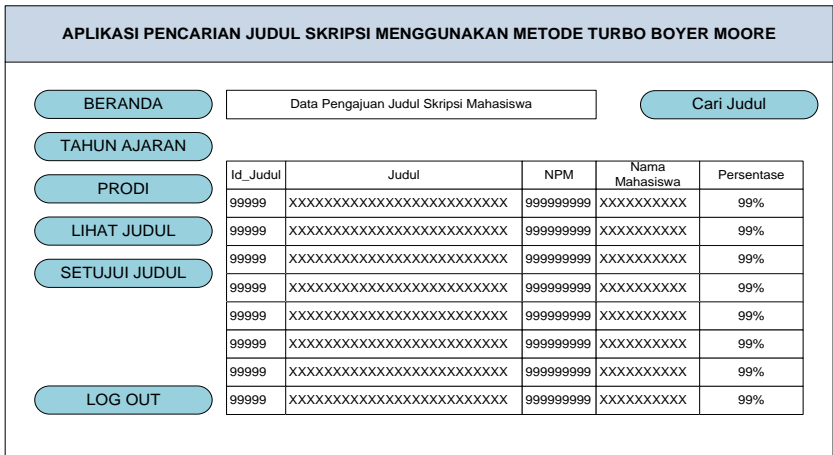 APLIKASI PENCARIAN JUDUL SKRIPSI MENGGUNAKAN METODE TURBO BOYER MOORE
BERANDA
TAHUN AJARAN
PRODI
LIHAT JUDUL
SETUJUI JUDUL
LOG OUT
Data Pengajuan Judul Skripsi Mahasiswa
Cari Judul
Id_Judul Judul NPM Nama Mahasiswa Persentase
99999 XXXXXXXXXXXXXXXXXXXXXXXXX 999999999 XXXXXXXXXX 99%
99999 XXXXXXXXXXXXXXXXXXXXXXXXX 999999999 XXXXXXXXXX 99%
99999 XXXXXXXXXXXXXXXXXXXXXXXXX 999999999 XXXXXXXXXX 99%
99999 XXXXXXXXXXXXXXXXXXXXXXXXX 999999999 XXXXXXXXXX 99%
99999 XXXXXXXXXXXXXXXXXXXXXXXXX 999999999 XXXXXXXXXX 99%
99999 XXXXXXXXXXXXXXXXXXXXXXXXX 999999999 XXXXXXXXXX 99%
99999 XXXXXXXXXXXXXXXXXXXXXXXXX 999999999 XXXXXXXXXX 99%
99999 XXXXXXXXXXXXXXXXXXXXXXXXX 999999999 XXXXXXXXXX 99%